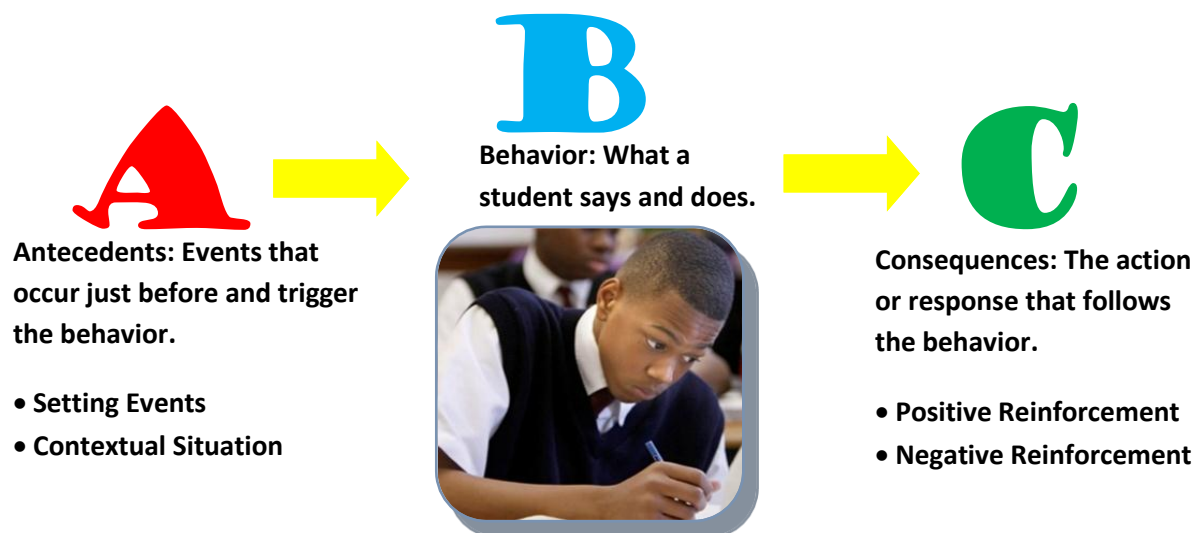 A
Antecedents: Events that
occur just before and trigger
the behavior.
• Setting Events
• Contextual Situation
B
Behavior: What a
student says and does.
C
Consequences: The action
or response that follows
the behavior.
• Positive Reinforcement
• Negative Reinforcement